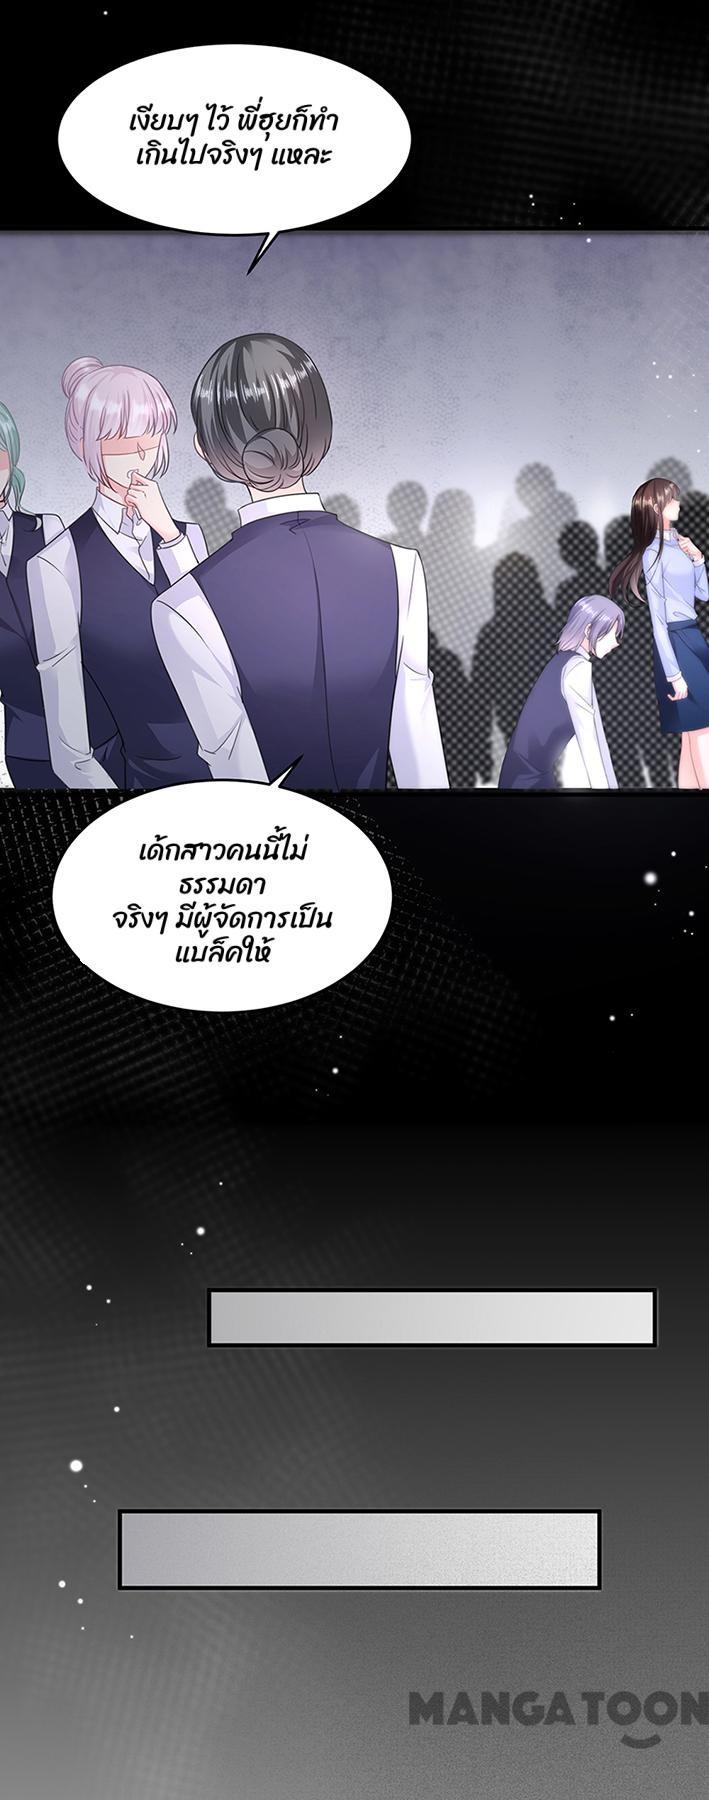 เงียบๆ ไว้ พี่ฮุยก็ทำ
เกินไปจริงๆ แหละ
เด้กสาวคนนี้ไม่
ธรรมดา
จริงๆ มีผู้จัดการเป็น
แบล็คให้
MANGATOON